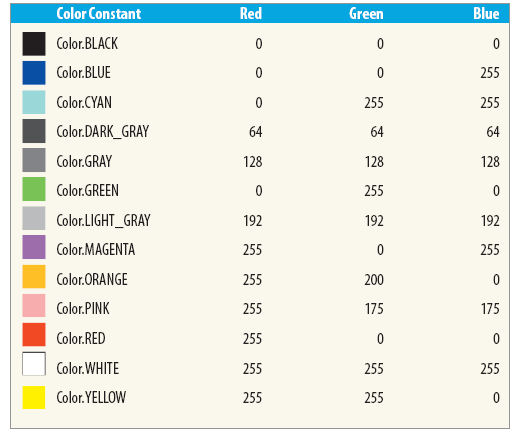 Color Constant Red Green Blue
Color.BLACK 0 0 0
Color.BLUE 0 0 255
Color.CYAN 0 255 255
Color.DARK_GRAY 64 64 64
Color.GRAY 128 128 128
Color.GREEN 0 255 0
Color.LIGHT_GRAY 192 192 192
Color.MAGENTA 255 0 255
Color.ORANGE 255 200 0
Color.PINK 255 175 175
Color.RED 255 0 0
Color.WHITE 255 255 255
Color.YELLOW 255 255 0